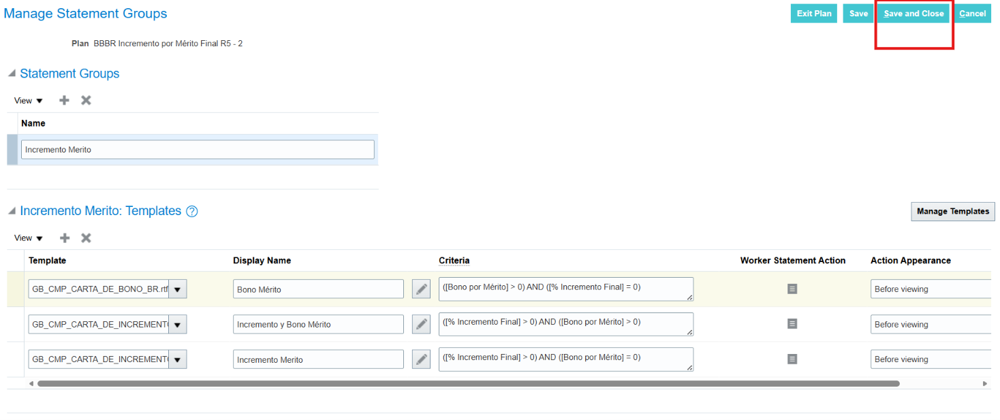 Manage Statement Groups
Exit Plan
Save
Save and Close
Cancel
Plan BBBR Incremento por Mérito Final R5 - 2
Statement Groups
View
Name
Incremento Merito
Incremento Merito: Templates ?
Manage Templates
View
Template Display Name Criteria Worker Statement Action Action Appearance
GB_CMP_CARTA_DE_BONO_BR.rtf Bono Mérito ([Bono por Mérito] > 0) AND ([% Incremento Final] = 0) Before viewing
GB_CMP_CARTA_DE_INCREMENT Incremento y Bono Mérito ([% Incremento Final] > 0) AND ([Bono por Mérito] > 0) Before viewing
GB_CMP_CARTA_DE_INCREMENT Incremento Merito ([% Incremento Final] > 0) AND ([Bono por Mérito] = 0) Before viewing